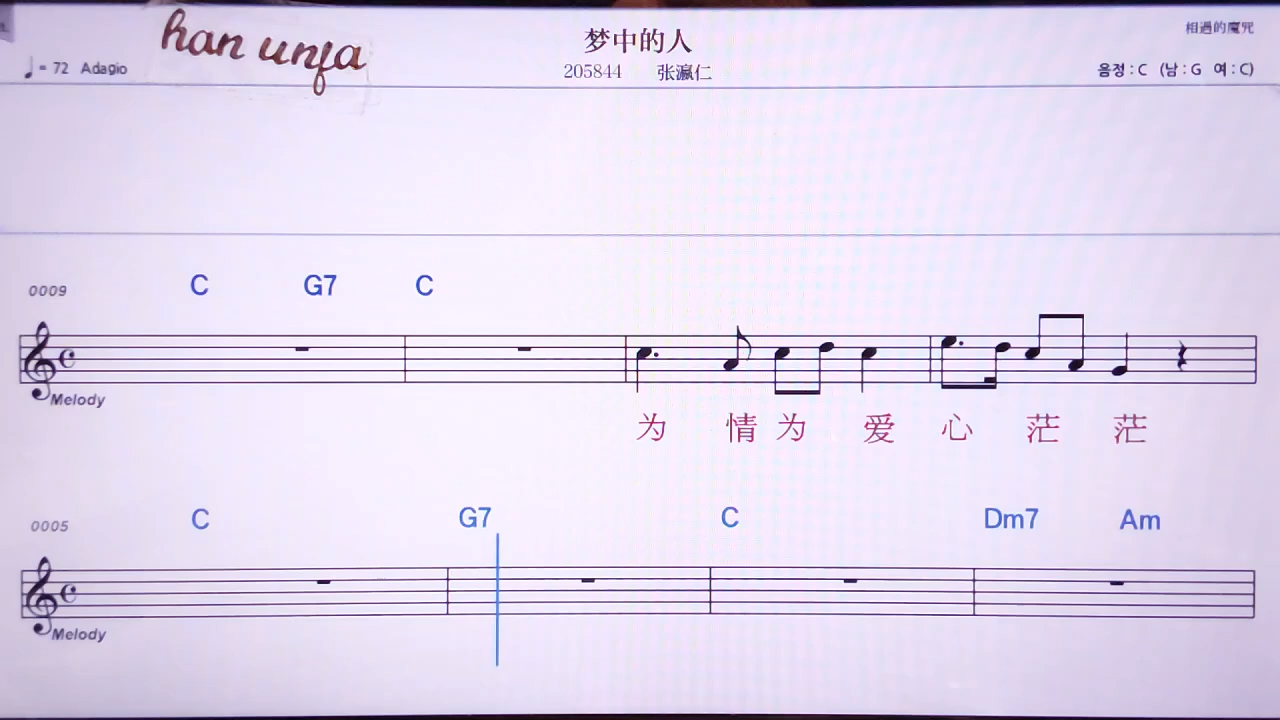 han unfa
梦中的人
相遇的魔咒
♩= 72 Adagio
205844 张瀛仁
음정 : C (남 : G 여 : C)
0009
C G7 C
Melody
为 情 为 爱 心 茫 茫
0005
C G7 C Dm7 Am
Melody